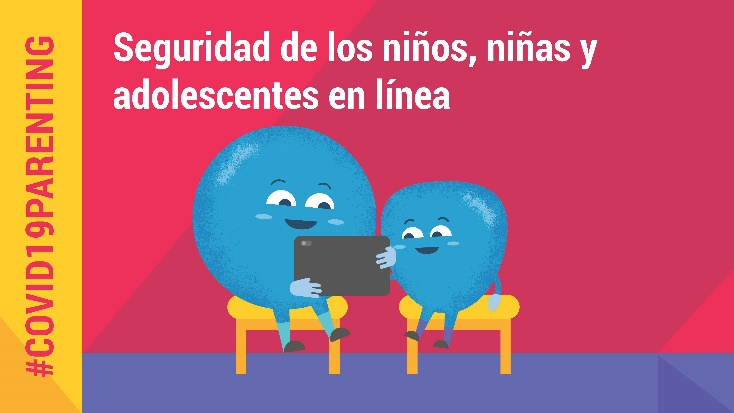 #COVID19PARENTING
Seguridad de los niños, niñas y
adolescentes en línea